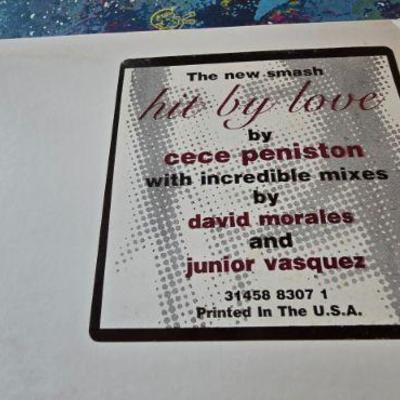 The new smash
hit by love
by
cece peniston
with incredible mixes
by
david morales
and
junior vasquez
31458 8307 1
Printed In The U.S.A.